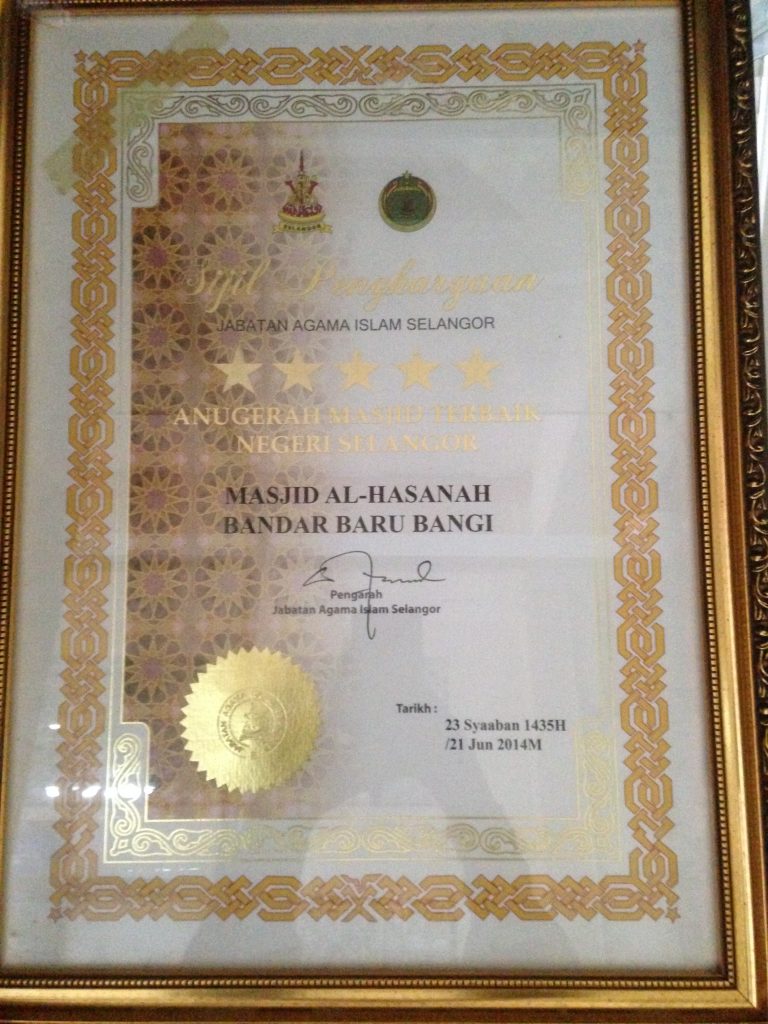 SELANGOR
Sijil Penghargaan
JABATAN AGAMA ISLAM SELANGOR
ANUGERAH MASJID TERBAIK
NEGERI SELANGOR
MASJID AL-HASANAH
BANDAR BARU BANGI
Pengarah
Jabatan Agama Islam Selangor
Tarikh :
23 Syaaban 1435H
/21 Jun 2014M